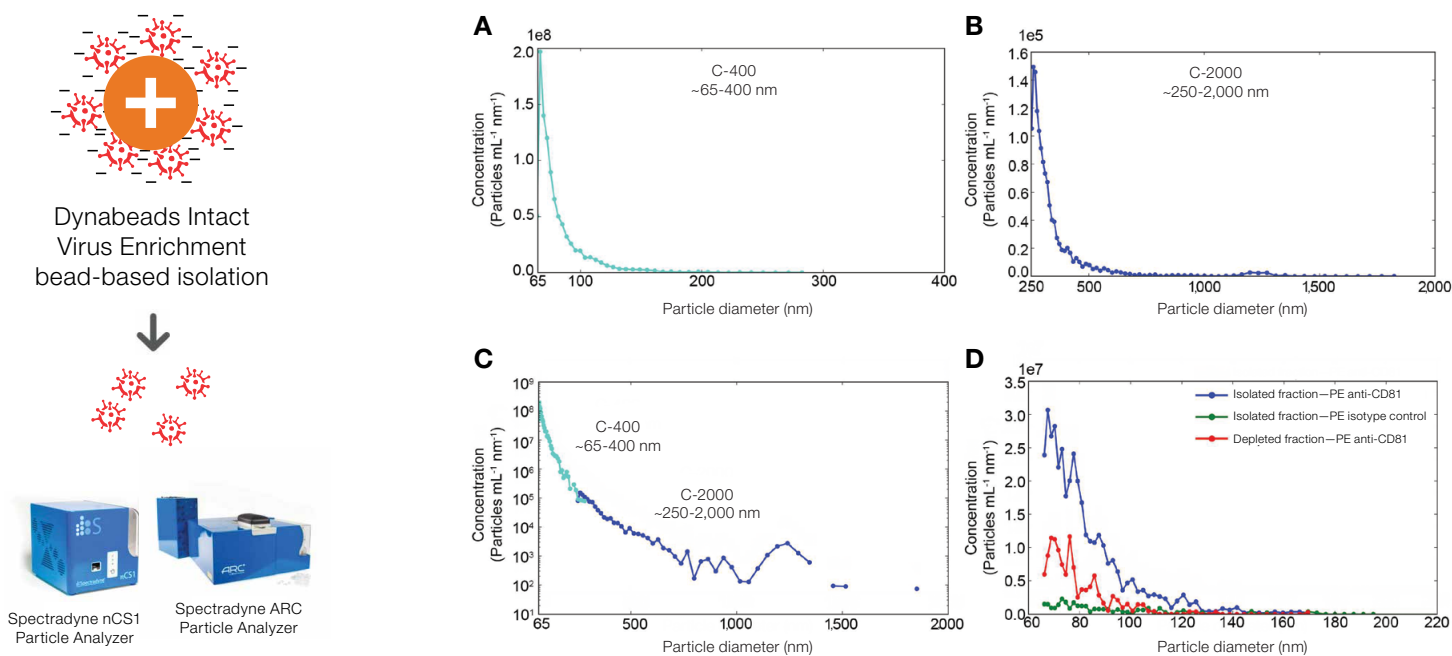 Dynabeads Intact
Virus Enrichment
bead-based isolation
S
Spectradyne
nCS1
ARC
Spectradyne nCS1
Particle Analyzer
Spectradyne ARC
Particle Analyzer
A
1e8
C-400
~65-400 nm
Concentration
(Particles mL⁻¹ nm⁻¹)
2.0
1.5
1.0
0.5
0.0
65 100 200 300 400
Particle diameter (nm)
B
1e5
C-2000
~250-2,000 nm
Concentration
(Particles mL⁻¹ nm⁻¹)
1.6
1.4
1.2
1.0
0.8
0.6
0.4
0.2
0.0
250 500 1,000 1,500 2,000
Particle diameter (nm)
C
C-400
~65-400 nm
C-2000
~250-2,000 nm
Concentration
(Particles mL⁻¹ nm⁻¹)
10⁹
10⁸
10⁷
10⁶
10⁵
10⁴
10³
10²
10¹
65 500 1,000 1,500 2,000
Particle diameter (nm)
D
1e7
Isolated fraction—PE anti-CD81
Isolated fraction—PE isotype control
Depleted fraction—PE anti-CD81
Concentration
(Particles mL⁻¹ nm⁻¹)
3.5
3.0
2.5
2.0
1.5
1.0
0.5
0.0
60 80 100 120 140 160 180 200 220
Particle diameter (nm)